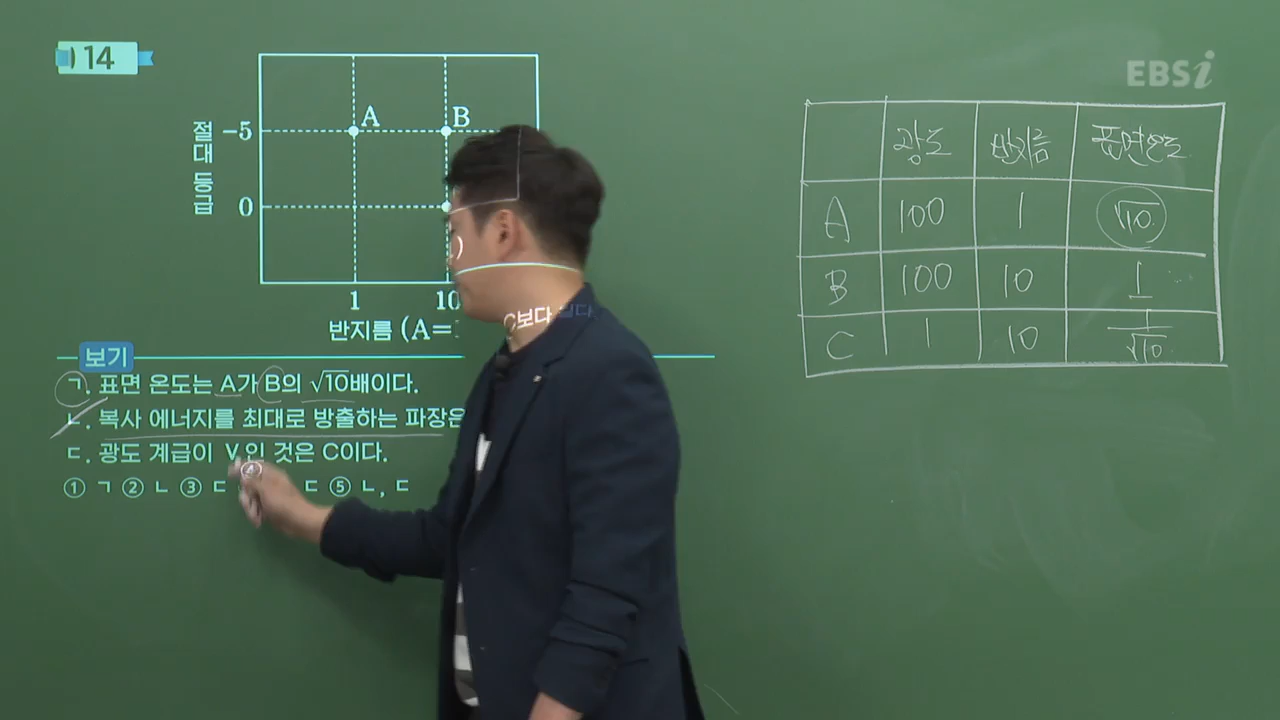 14
EBSi
절대 등급
-5
0
A
B
1
10
반지름 (A=
C보다 
보기
ㄱ. 표면 온도는 A가 B의 √10배이다.
ㄴ. 복사 에너지를 최대로 방출하는 파장은
ㄷ. 광도 계급이 V인 것은 C이다.
① ㄱ ② ㄴ ③ ㄷ ④ ㄷ ⑤ ㄴ, ㄷ
광도 반지름 표면온도
A 100 1 √10
B 100 10 1
C 1 10 1/√10